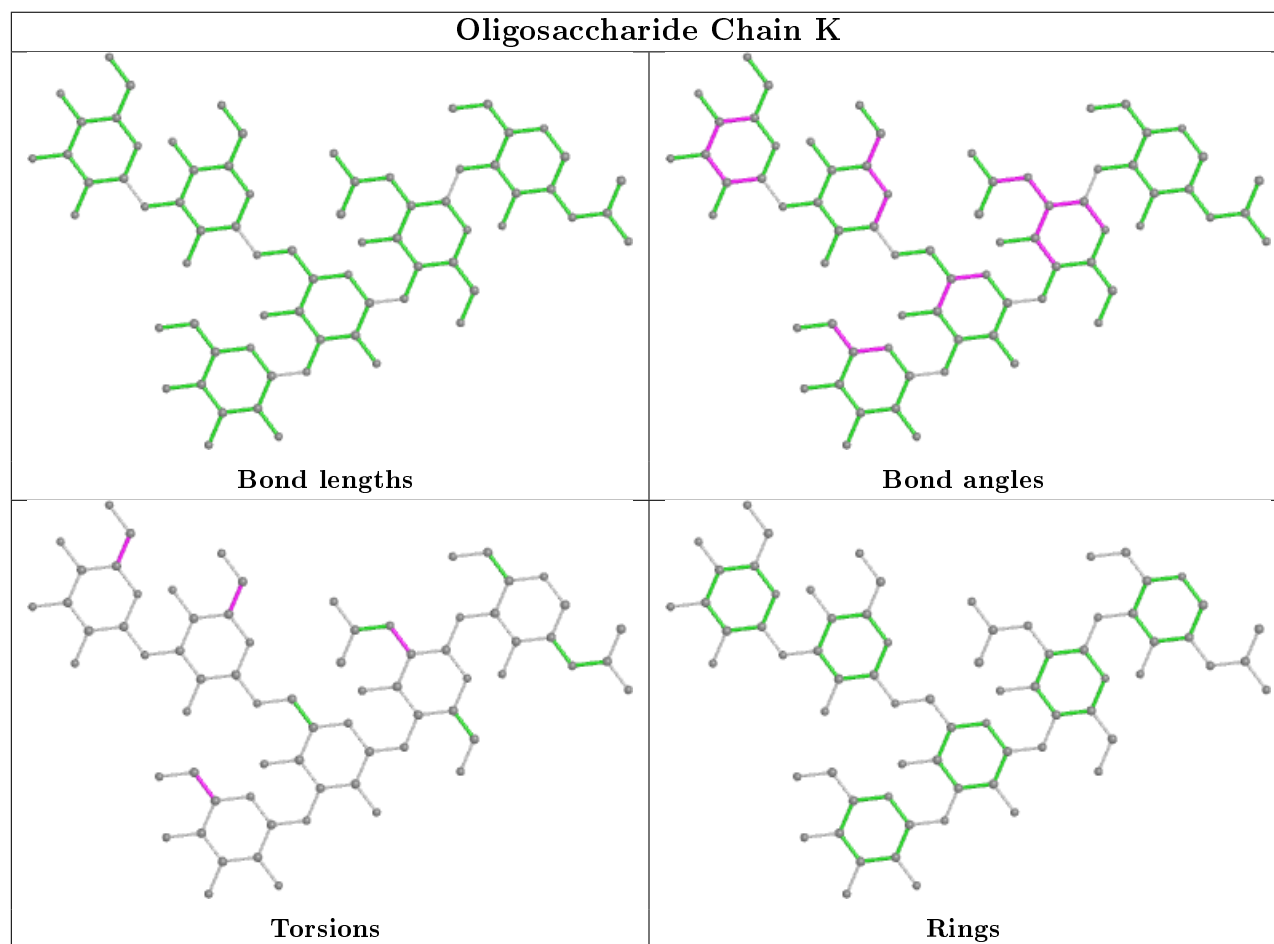 Oligosaccharide Chain K
Bond lengths
Bond angles
Torsions
Rings